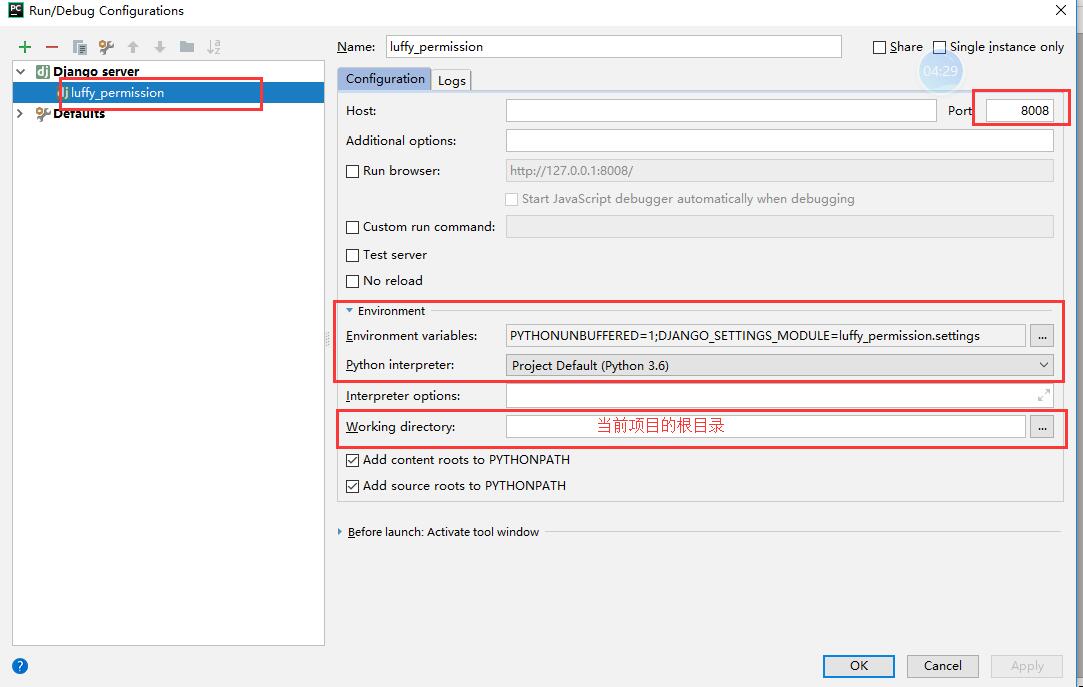 PC Run/Debug Configurations
Name: luffy_permission Share Single instance only
04:29
dj Django server
dj luffy_permission
Defaults
Configuration Logs
Host: Port 8008
Additional options:
Run browser: http://127.0.0.1:8008/
Start JavaScript debugger automatically when debugging
Custom run command:
Test server
No reload
Environment
Environment variables: PYTHONUNBUFFERED=1;DJANGO_SETTINGS_MODULE=luffy_permission.settings ...
Python interpreter: Project Default (Python 3.6)
Interpreter options:
Working directory: 当前项目的根目录 ...
Add content roots to PYTHONPATH
Add source roots to PYTHONPATH
Before launch: Activate tool window
? OK Cancel Apply